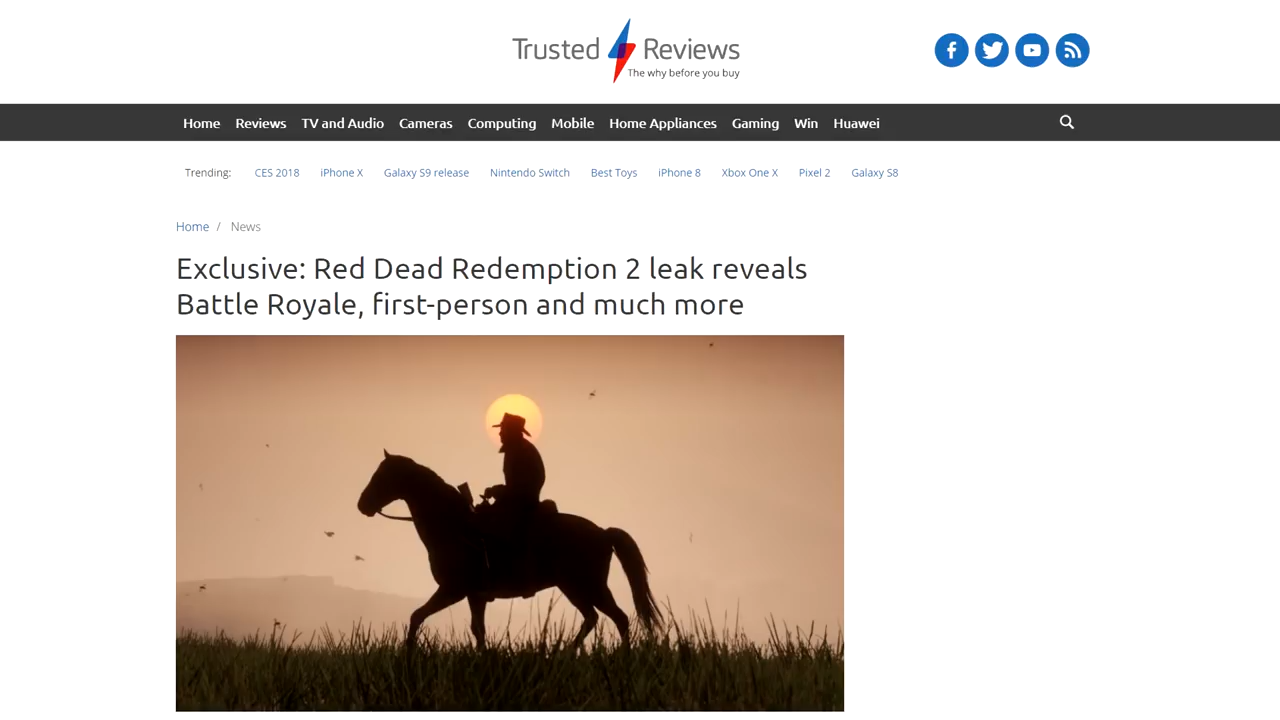 Trusted Reviews
The why before you buy
Home Reviews TV and Audio Cameras Computing Mobile Home Appliances Gaming Win Huawei
Trending: CES 2018 iPhone X Galaxy S9 release Nintendo Switch Best Toys iPhone 8 Xbox One X Pixel 2 Galaxy S8
Home / News
Exclusive: Red Dead Redemption 2 leak reveals
Battle Royale, first-person and much more